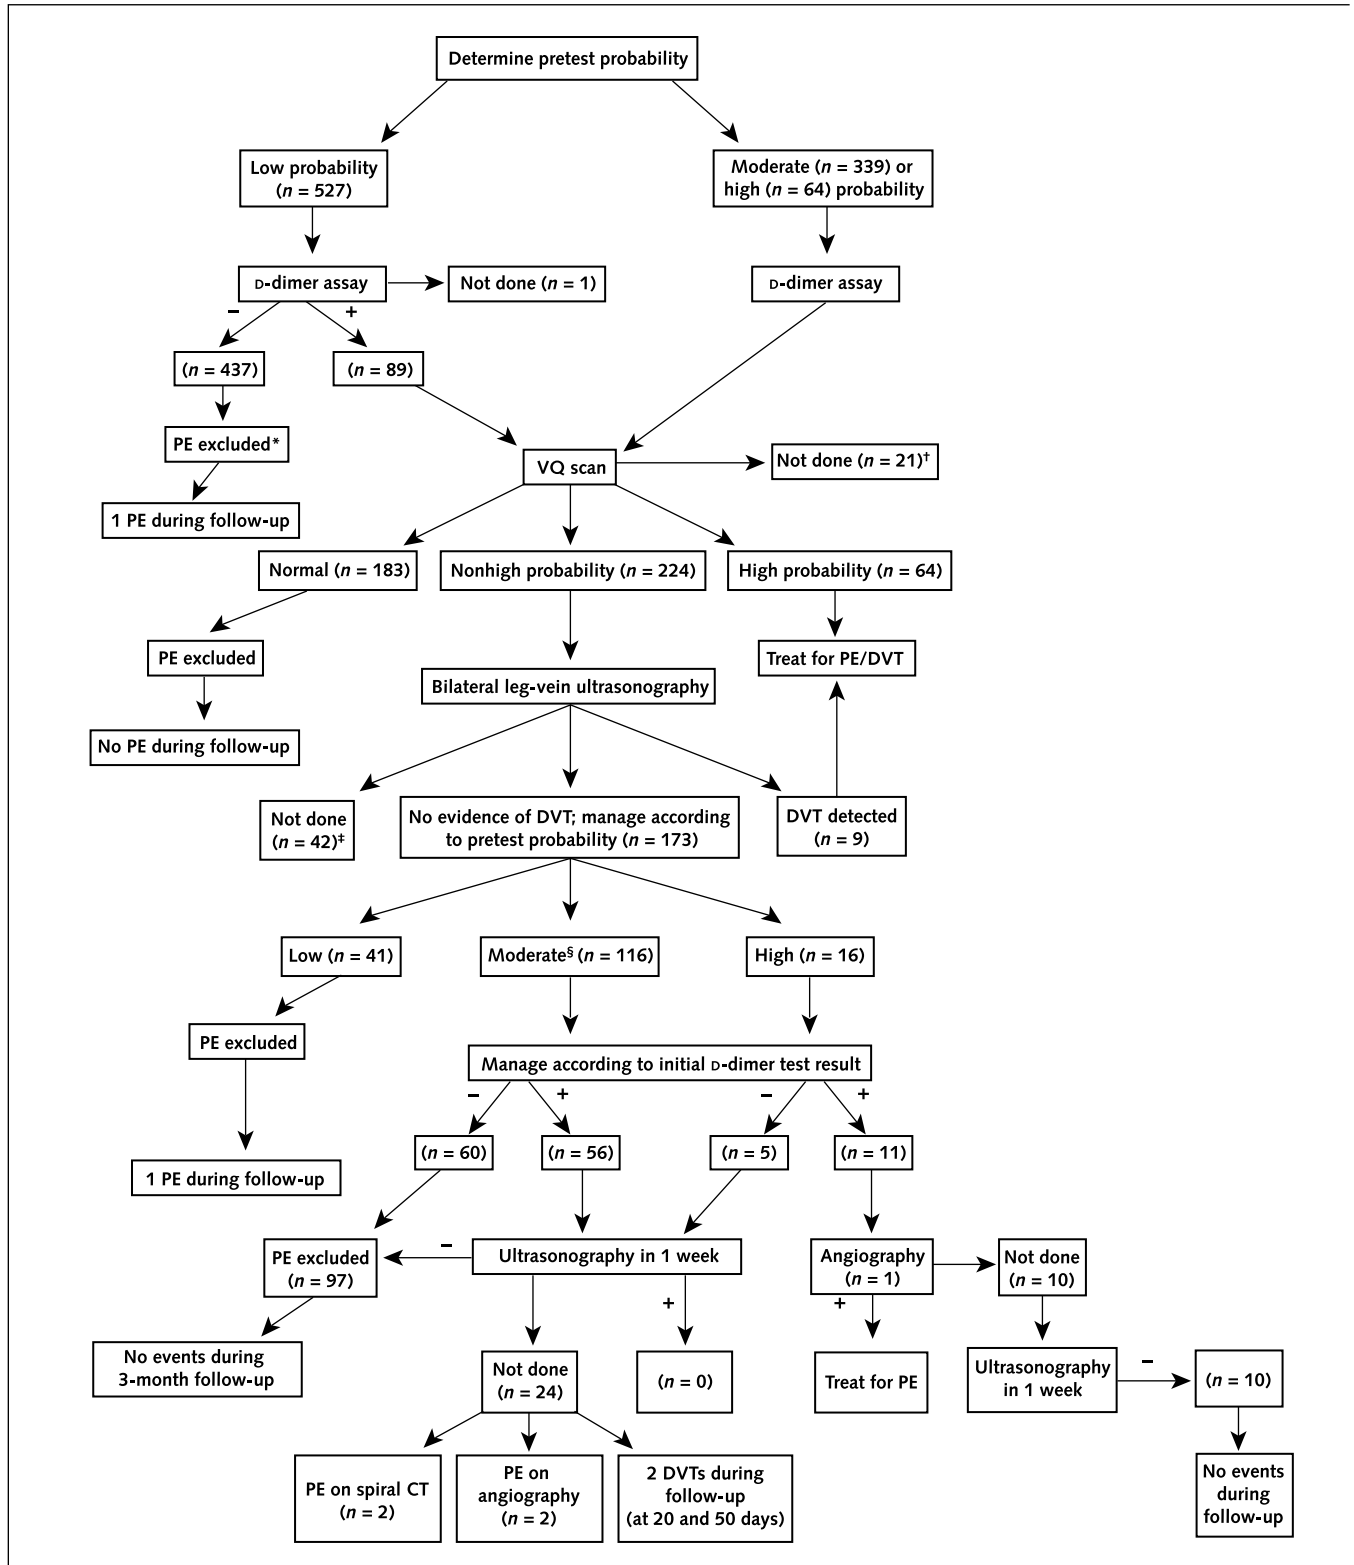 Determine pretest probability
Low probability
(n = 527)
Moderate (n = 339) or
high (n = 64) probability
D-dimer assay
Not done (n = 1)
D-dimer assay
–
+
(n = 437)
(n = 89)
PE excluded*
VQ scan
Not done (n = 21)†
1 PE during follow-up
Normal (n = 183)
Nonhigh probability (n = 224)
High probability (n = 64)
PE excluded
Treat for PE/DVT
Bilateral leg-vein ultrasonography
No PE during follow-up
Not done
(n = 42)‡
No evidence of DVT; manage according
to pretest probability (n = 173)
DVT detected
(n = 9)
Low (n = 41)
Moderate§ (n = 116)
High (n = 16)
PE excluded
Manage according to initial D-dimer test result
–
+
–
+
(n = 60)
(n = 56)
(n = 5)
(n = 11)
1 PE during follow-up
PE excluded
(n = 97)
–
Ultrasonography in 1 week
Angiography
(n = 1)
Not done
(n = 10)
+
+
No events during
3-month follow-up
Not done
(n = 24)
(n = 0)
Treat for PE
Ultrasonography
in 1 week
–
(n = 10)
PE on spiral CT
(n = 2)
PE on
angiography
(n = 2)
2 DVTs during
follow-up
(at 20 and 50 days)
No events
during
follow-up